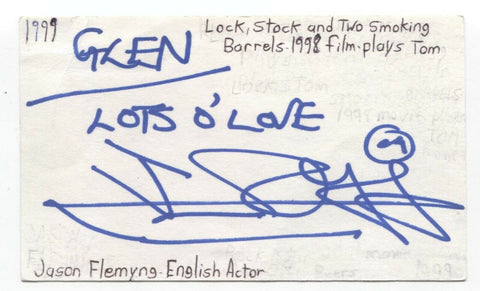 1999
Lock, Stock and Two Smoking
Barrels. 1998 film. plays Tom
GLEN
LOTS O' LOVE
Jason Flemyng. English Actor